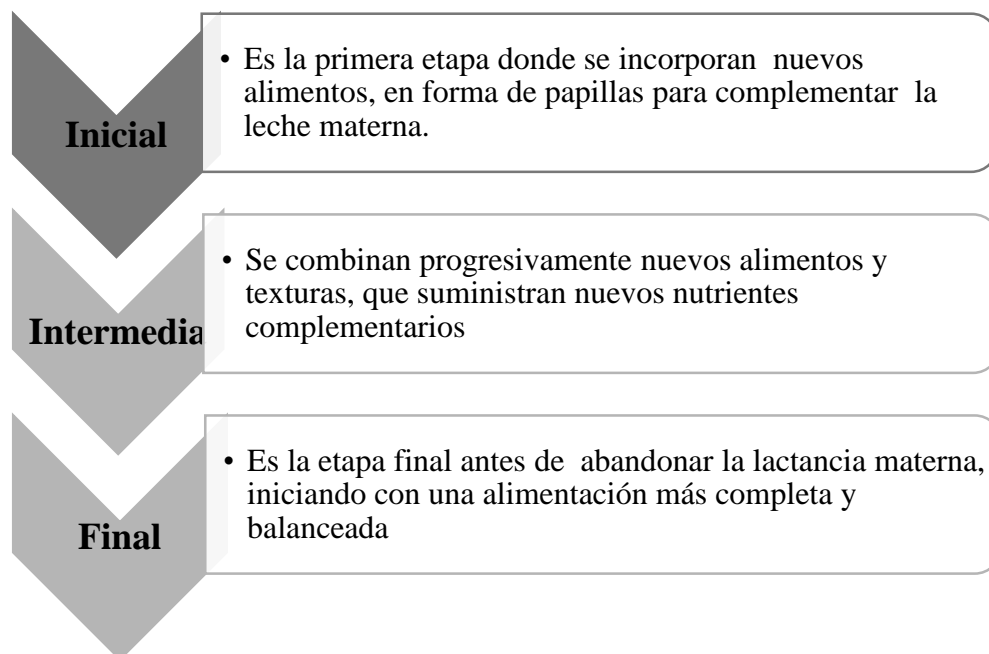 Inicial
• Es la primera etapa donde se incorporan nuevos
alimentos, en forma de papillas para complementar la
leche materna.
Intermedia
• Se combinan progresivamente nuevos alimentos y
texturas, que suministran nuevos nutrientes
complementarios
Final
• Es la etapa final antes de abandonar la lactancia materna,
iniciando con una alimentación más completa y
balanceada